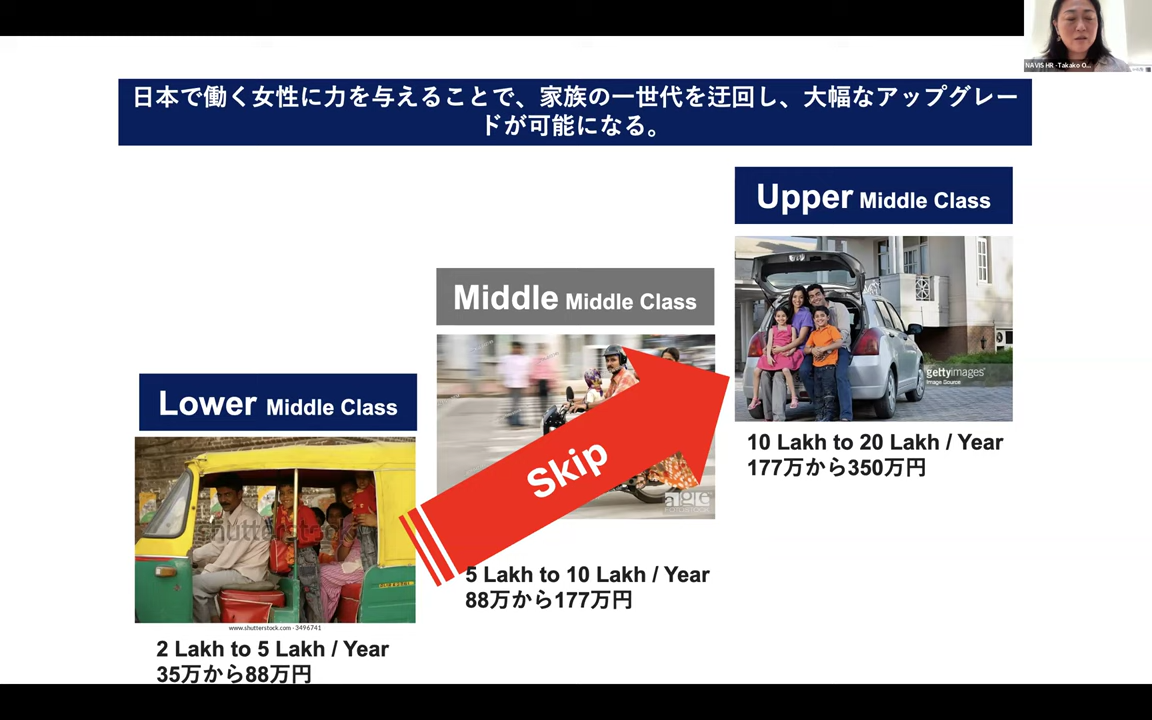 NAVIS HR -Takako O...
日本で働く女性に力を与えることで、家族の一世代を迂回し、大幅なアップグレー
ドが可能になる。
Upper Middle Class
gettyimages
Image Source
10 Lakh to 20 Lakh / Year
177万から350万円
Middle Middle Class
Skip
age
5 Lakh to 10 Lakh / Year
88万から177万円
Lower Middle Class
shutterstock
www.shutterstock.com · 3496741
2 Lakh to 5 Lakh / Year
35万から88万円